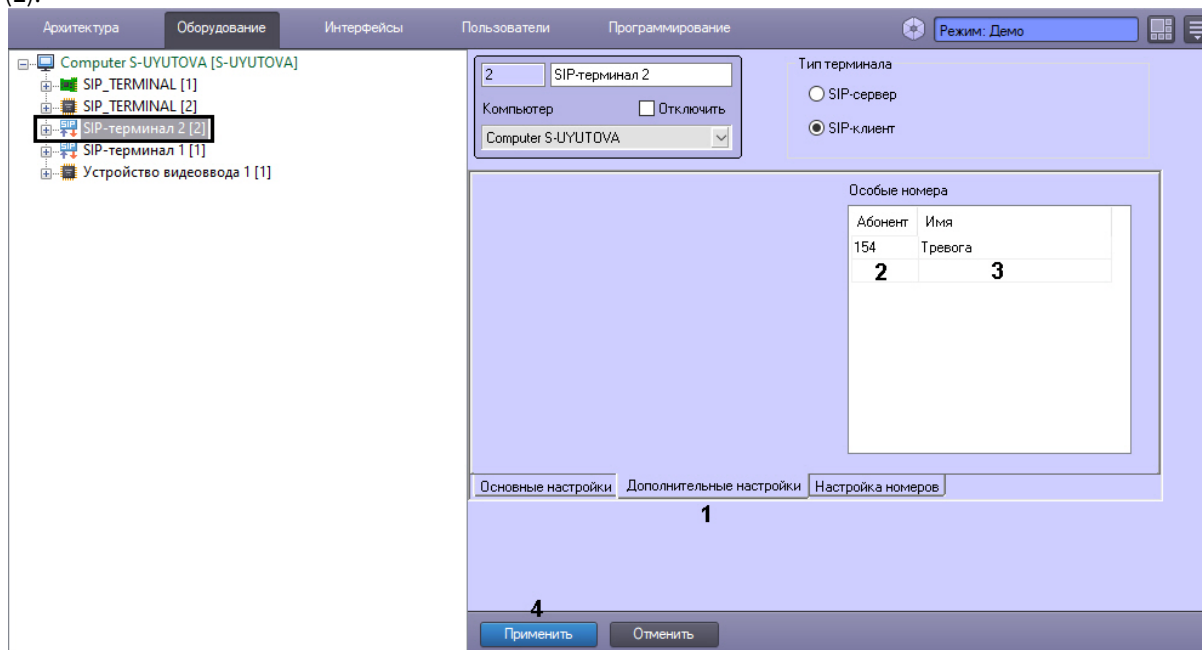 Архитектура Оборудование Интерфейсы Пользователи Программирование Режим: Демо
Computer S-UYUTOVA [S-UYUTOVA]
SIP_TERMINAL [1]
SIP_TERMINAL [2]
SIP-терминал 2 [2]
SIP-терминал 1 [1]
Устройство видеоввода 1 [1]
2 SIP-терминал 2
Компьютер Отключить
Computer S-UYUTOVA
Тип терминала
SIP-сервер
SIP-клиент
Особые номера
Абонент Имя
154 Тревога
2 3
Основные настройки Дополнительные настройки Настройка номеров
1
4
Применить Отменить